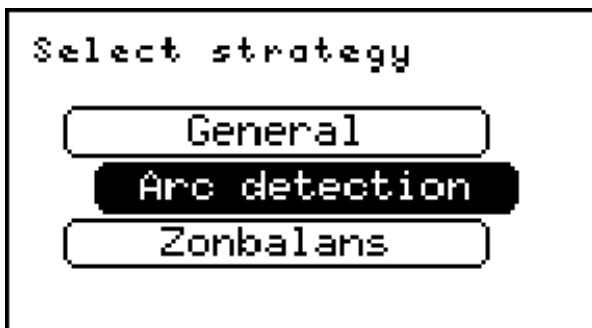 Select strategy
General
Arc detection
Zonbalans